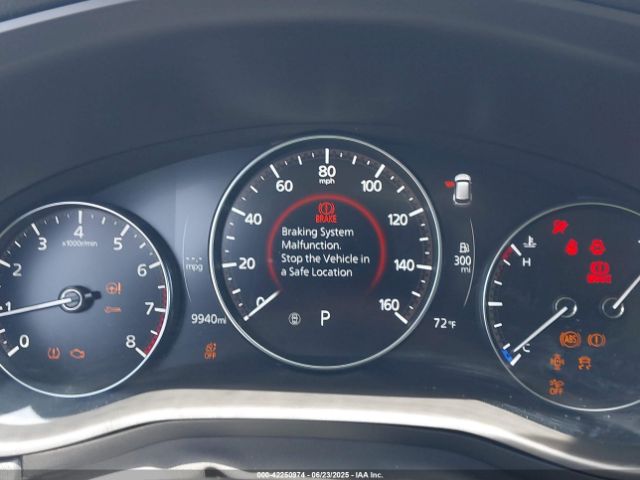 80
mph
60
100
40
120
20
140
0
160
BRAKE
Braking System
Malfunction.
Stop the Vehicle in
a Safe Location
P
4
x1000r/min
3
5
2
6
1
7
0
8
mpg
9940mi
OFF
300
mi
72°F
H
C
BRAKE
ABS
OFF
000-42250974 | 06/23/2025 | IAA Inc.